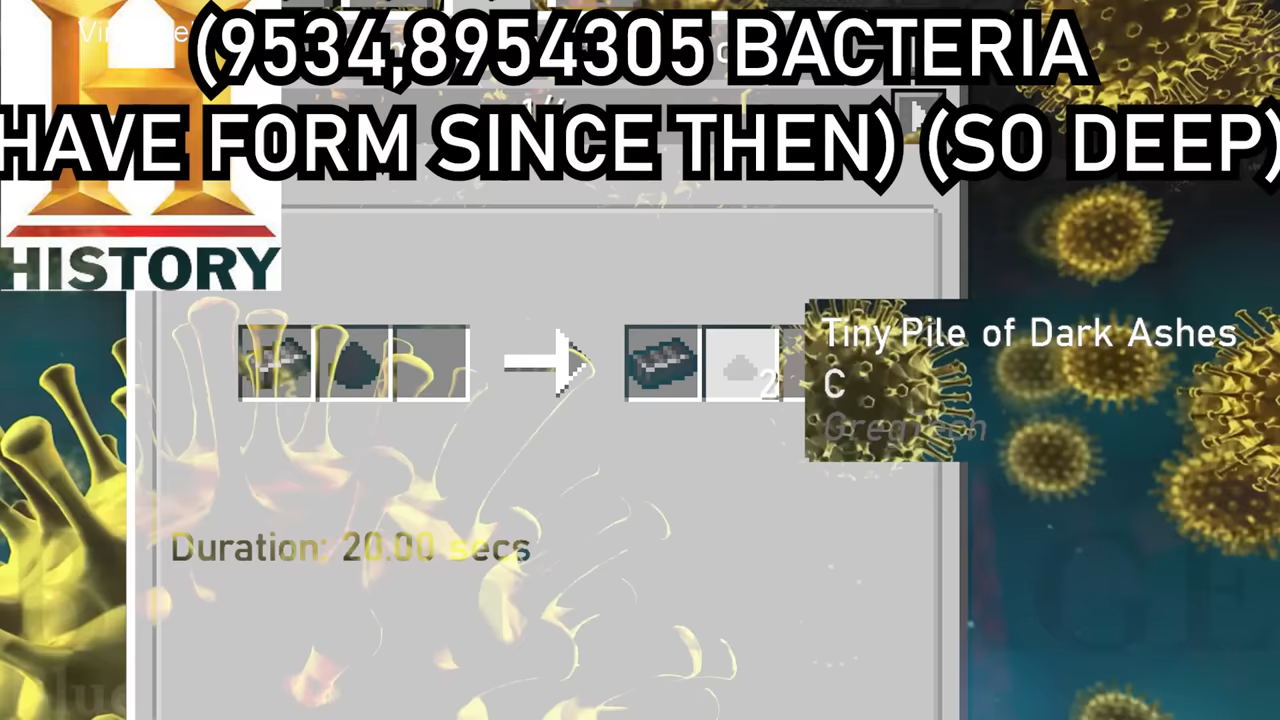 (9534,8954305 BACTERIA
HAVE FORM SINCE THEN) (SO DEEP)
HISTORY
Tiny Pile of Dark Ashes
2
C
GregTech
Duration: 20.00 secs